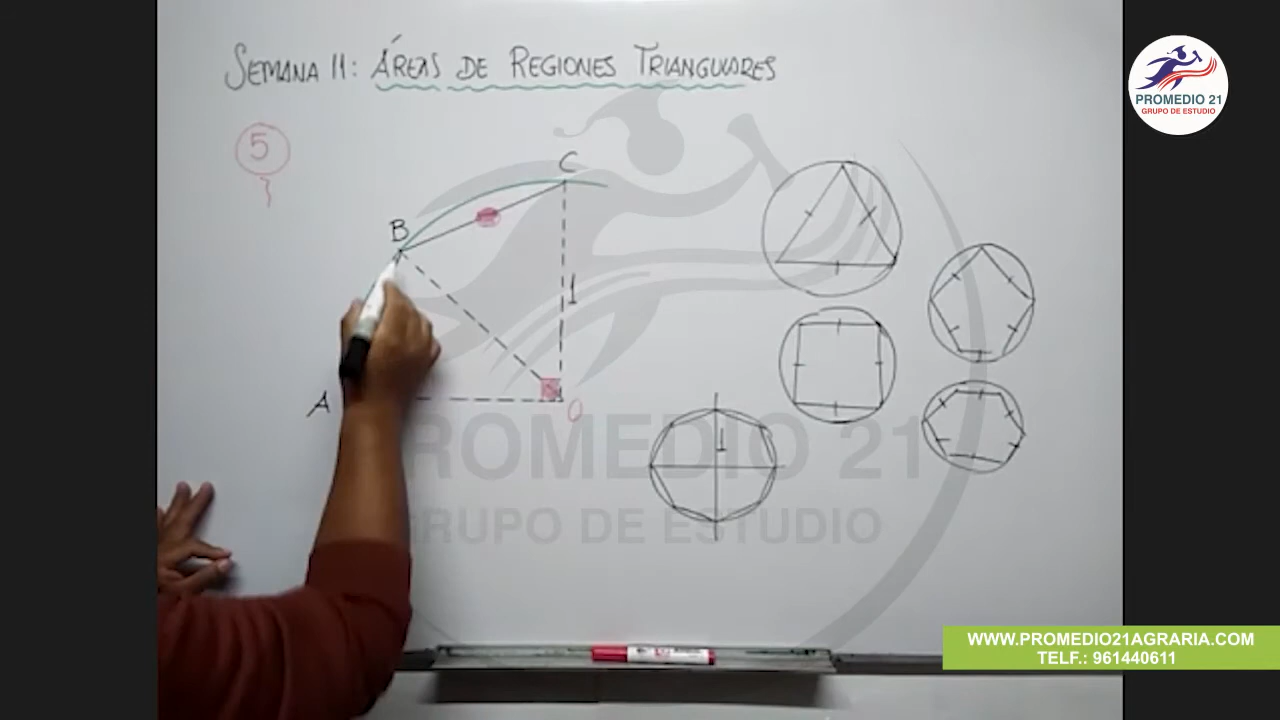 SEMANA 11: ÁREAS DE REGIONES TRIANGULARES
PROMEDIO 21
GRUPO DE ESTUDIO
5
C
B
1
A
O
1
PROMEDIO 21
GRUPO DE ESTUDIO
WWW.PROMEDIO21AGRARIA.COM
TELF.: 961440611